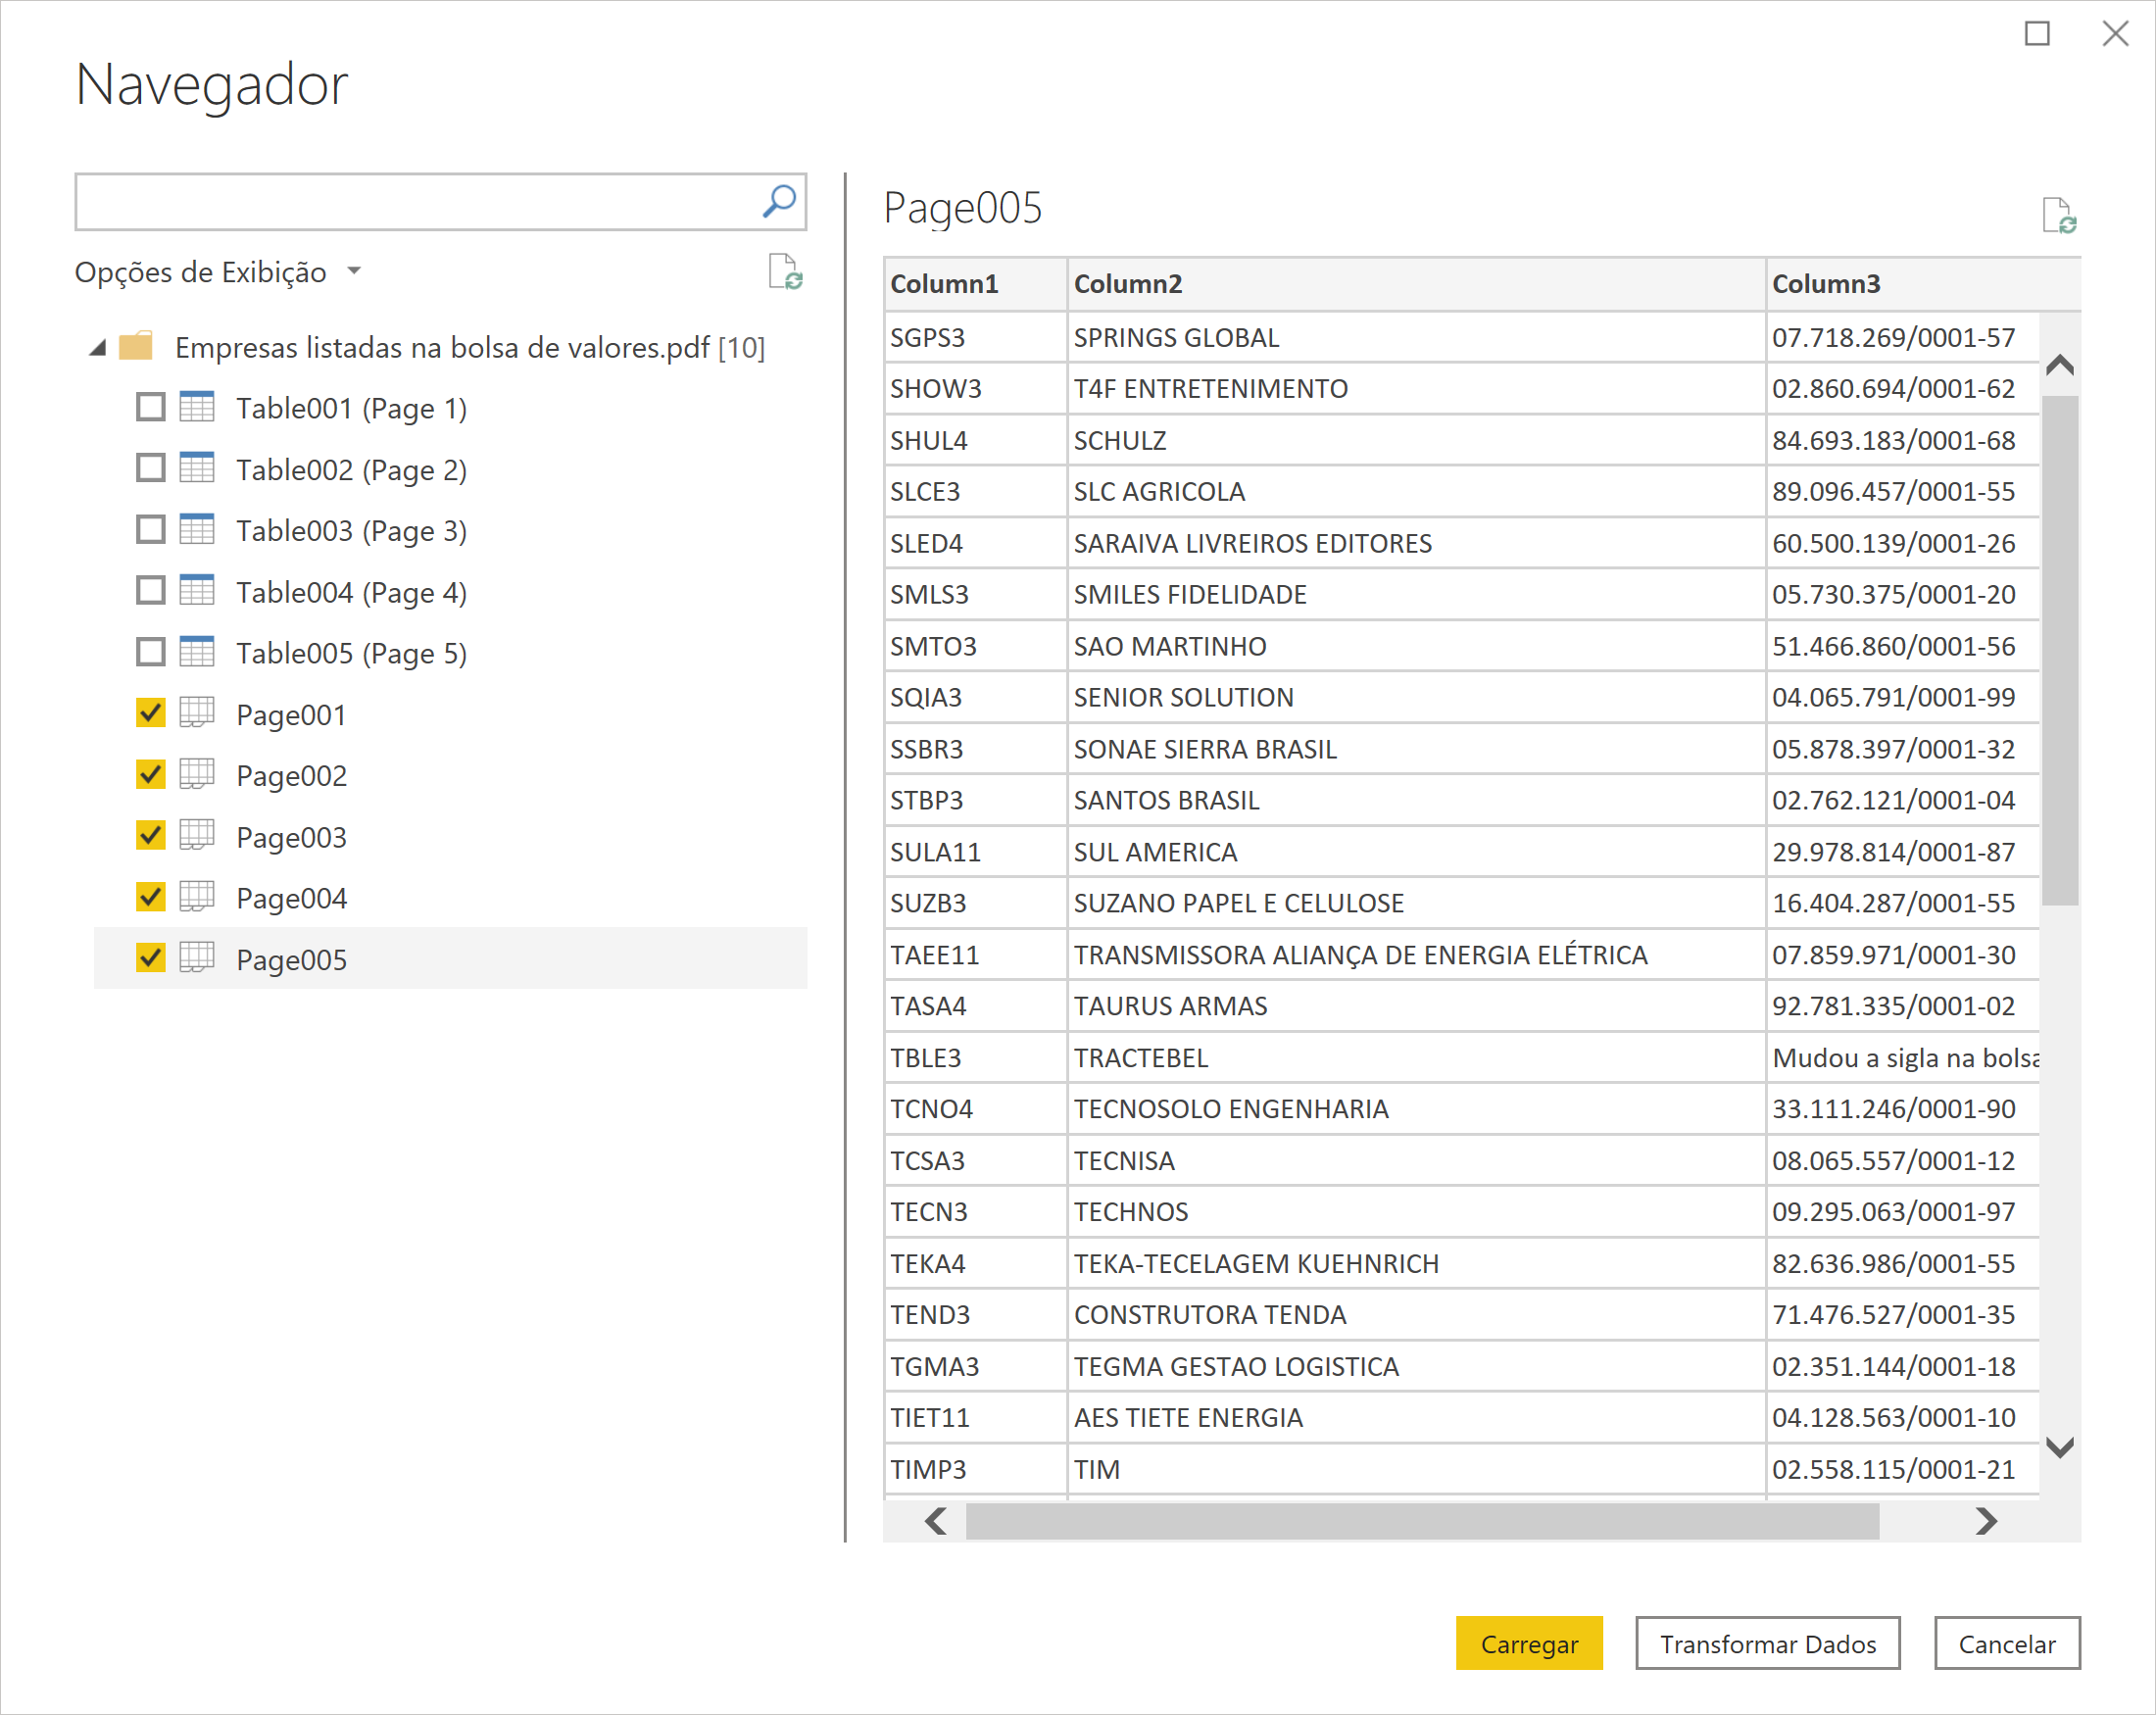 Navegador
Opções de Exibição
Empresas listadas na bolsa de valores.pdf [10]
Table001 (Page 1)
Table002 (Page 2)
Table003 (Page 3)
Table004 (Page 4)
Table005 (Page 5)
Page001
Page002
Page003
Page004
Page005
Page005
Column1 Column2 Column3
SGPS3 SPRINGS GLOBAL 07.718.269/0001-57
SHOW3 T4F ENTRETENIMENTO 02.860.694/0001-62
SHUL4 SCHULZ 84.693.183/0001-68
SLCE3 SLC AGRICOLA 89.096.457/0001-55
SLED4 SARAIVA LIVREIROS EDITORES 60.500.139/0001-26
SMLS3 SMILES FIDELIDADE 05.730.375/0001-20
SMTO3 SAO MARTINHO 51.466.860/0001-56
SQIA3 SENIOR SOLUTION 04.065.791/0001-99
SSBR3 SONAE SIERRA BRASIL 05.878.397/0001-32
STBP3 SANTOS BRASIL 02.762.121/0001-04
SULA11 SUL AMERICA 29.978.814/0001-87
SUZB3 SUZANO PAPEL E CELULOSE 16.404.287/0001-55
TAEE11 TRANSMISSORA ALIANÇA DE ENERGIA ELÉTRICA 07.859.971/0001-30
TASA4 TAURUS ARMAS 92.781.335/0001-02
TBLE3 TRACTEBEL Mudou a sigla na bolsa
TCNO4 TECNOSOLO ENGENHARIA 33.111.246/0001-90
TCSA3 TECNISA 08.065.557/0001-12
TECN3 TECHNOS 09.295.063/0001-97
TEKA4 TEKA-TECELAGEM KUEHNRICH 82.636.986/0001-55
TEND3 CONSTRUTORA TENDA 71.476.527/0001-35
TGMA3 TEGMA GESTAO LOGISTICA 02.351.144/0001-18
TIET11 AES TIETE ENERGIA 04.128.563/0001-10
TIMP3 TIM 02.558.115/0001-21
Carregar Transformar Dados Cancelar